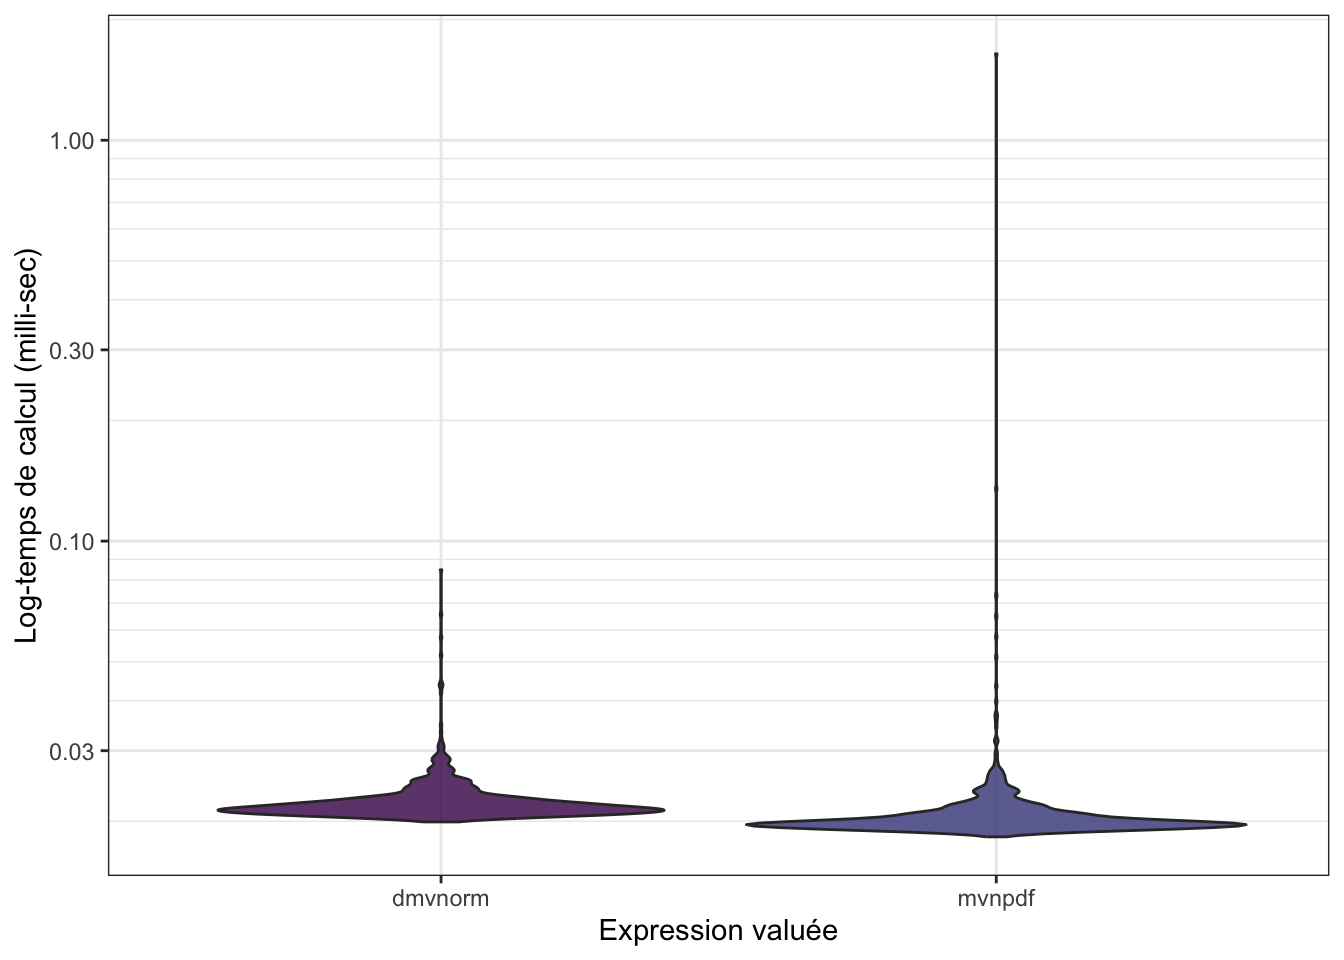 Log-temps de calcul (milli-sec)
1.00
0.30
0.10
0.03
dmvnorm
mvnpdf
Expression valuée